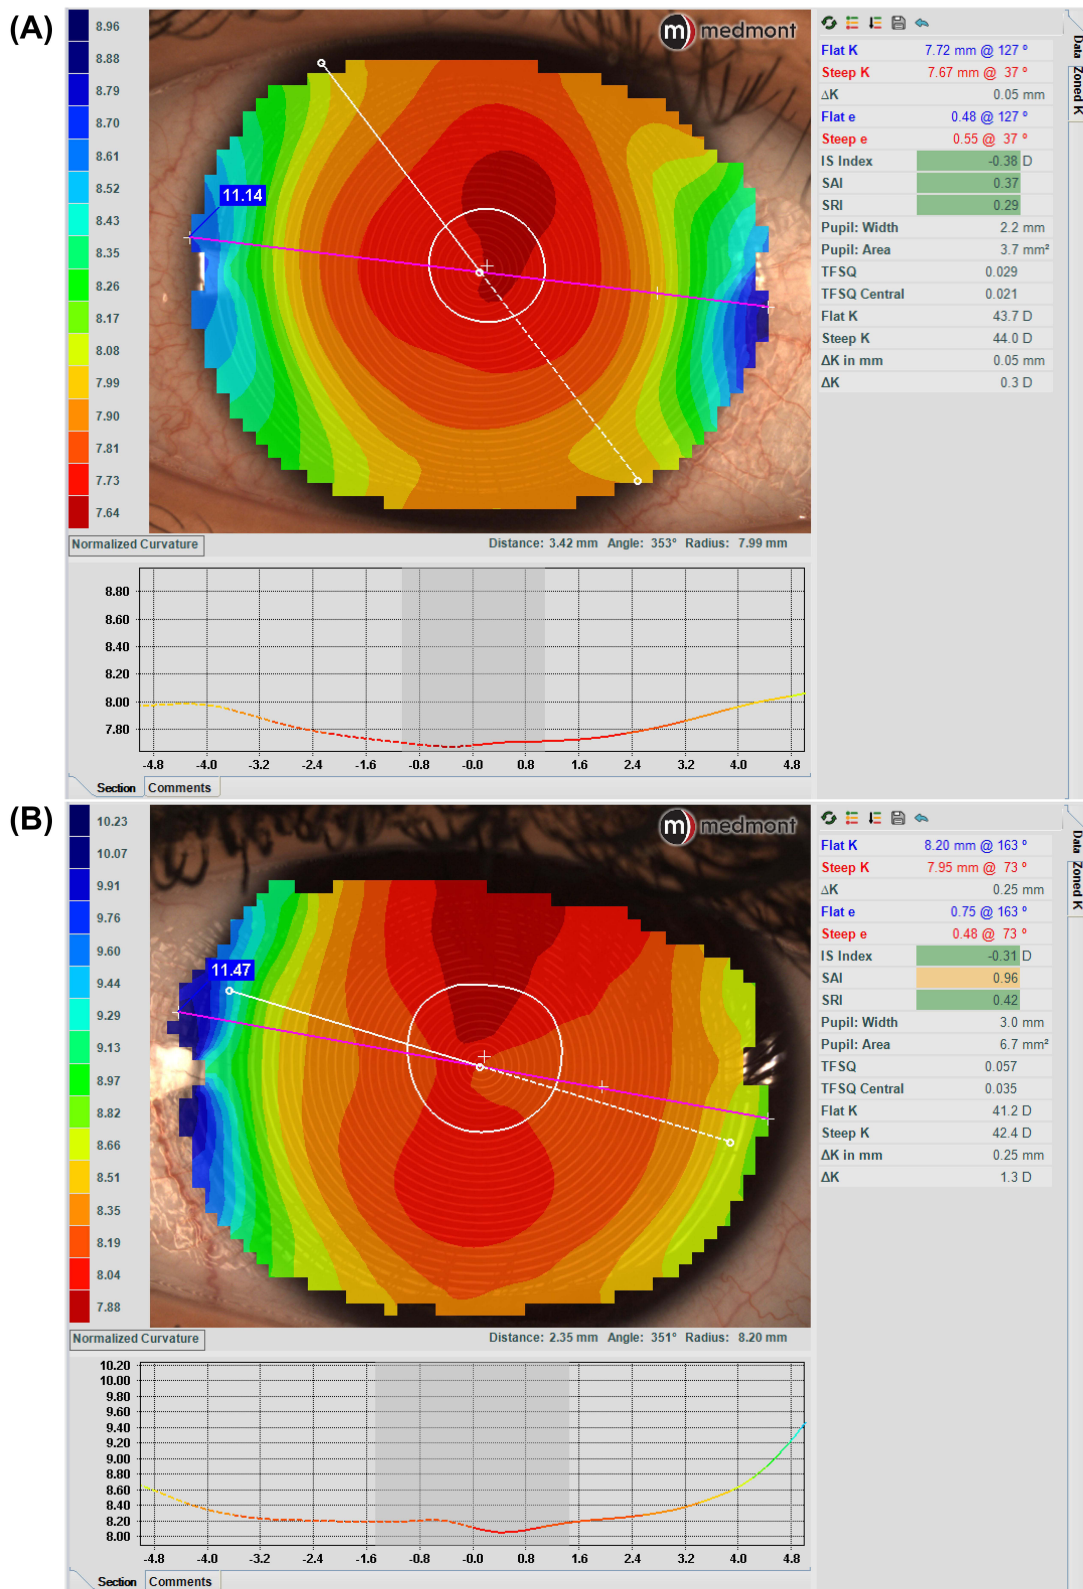 (A)
8.96
8.88
8.79
8.70
8.61
8.52
8.43
8.35
8.26
8.17
8.08
7.99
7.90
7.81
7.73
7.64
m medmont
11.14
Normalized Curvature
Distance: 3.42 mm Angle: 353° Radius: 7.99 mm
8.80
8.60
8.40
8.20
8.00
7.80
-4.8 -4.0 -3.2 -2.4 -1.6 -0.8 -0.0 0.8 1.6 2.4 3.2 4.0 4.8
Section Comments
Flat K 7.72 mm @ 127 °
Steep K 7.67 mm @ 37 °
ΔK 0.05 mm
Flat e 0.48 @ 127 °
Steep e 0.55 @ 37 °
IS Index -0.38 D
SAI 0.37
SRI 0.29
Pupil: Width 2.2 mm
Pupil: Area 3.7 mm²
TFSQ 0.029
TFSQ Central 0.021
Flat K 43.7 D
Steep K 44.0 D
ΔK in mm 0.05 mm
ΔK 0.3 D
Data
Zoned K
(B)
10.23
10.07
9.91
9.76
9.60
9.44
9.29
9.13
8.97
8.82
8.66
8.51
8.35
8.19
8.04
7.88
m medmont
11.47
Normalized Curvature
Distance: 2.35 mm Angle: 351° Radius: 8.20 mm
10.20
10.00
9.80
9.60
9.40
9.20
9.00
8.80
8.60
8.40
8.20
8.00
-4.8 -4.0 -3.2 -2.4 -1.6 -0.8 -0.0 0.8 1.6 2.4 3.2 4.0 4.8
Section Comments
Flat K 8.20 mm @ 163 °
Steep K 7.95 mm @ 73 °
ΔK 0.25 mm
Flat e 0.75 @ 163 °
Steep e 0.48 @ 73 °
IS Index -0.31 D
SAI 0.96
SRI 0.42
Pupil: Width 3.0 mm
Pupil: Area 6.7 mm²
TFSQ 0.057
TFSQ Central 0.035
Flat K 41.2 D
Steep K 42.4 D
ΔK in mm 0.25 mm
ΔK 1.3 D
Data
Zoned K